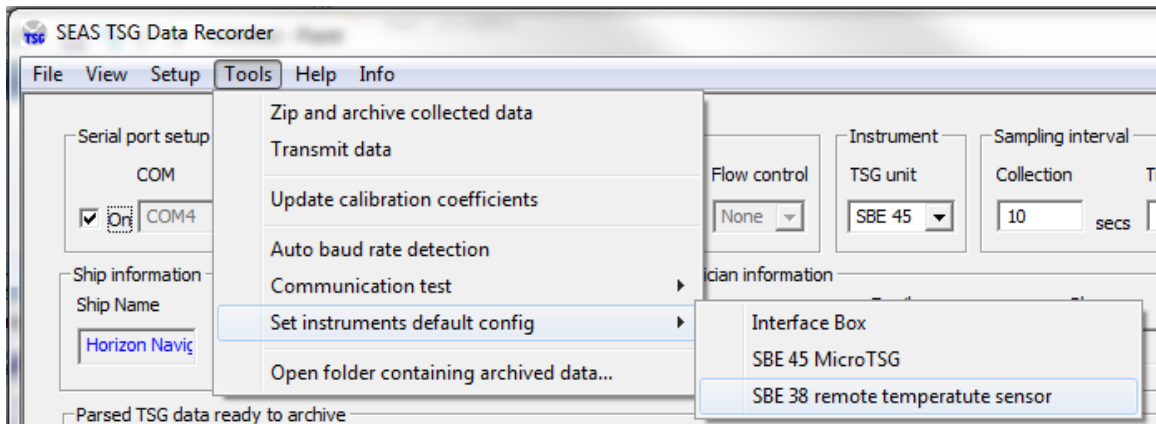 TSG SEAS TSG Data Recorder
File View Setup Tools Help Info
Zip and archive collected data
Serial port setup Instrument Sampling interval
Transmit data
COM Flow control TSG unit Collection
Update calibration coefficients
On COM4 None SBE 45 10 secs
Auto baud rate detection
Ship information
Communication test
Ship Name
Set instruments default config
Interface Box
Horizon Navig
SBE 45 MicroTSG
Open folder containing archived data...
SBE 38 remote temperatute sensor
Parsed TSG data ready to archive